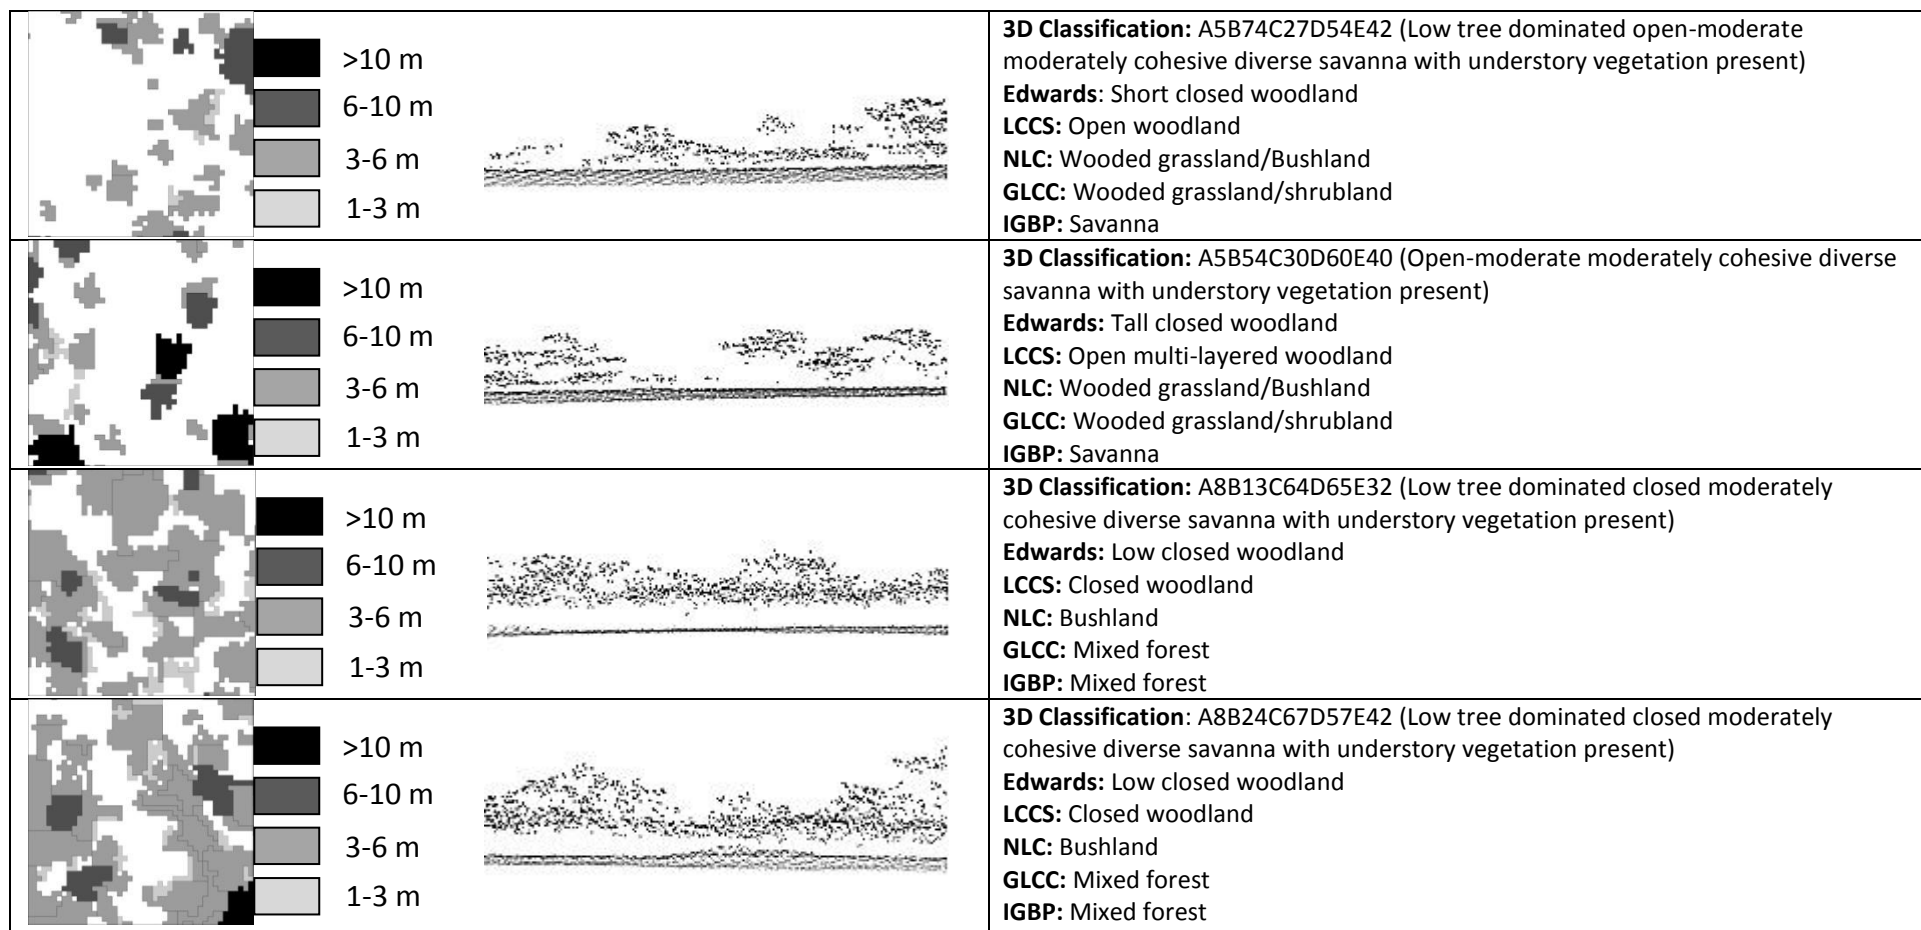 >10 m
6-10 m
3-6 m
1-3 m
3D Classification: A5B74C27D54E42 (Low tree dominated open-moderate
moderately cohesive diverse savanna with understory vegetation present)
Edwards: Short closed woodland
LCCS: Open woodland
NLC: Wooded grassland/Bushland
GLCC: Wooded grassland/shrubland
IGBP: Savanna
>10 m
6-10 m
3-6 m
1-3 m
3D Classification: A5B54C30D60E40 (Open-moderate moderately cohesive diverse
savanna with understory vegetation present)
Edwards: Tall closed woodland
LCCS: Open multi-layered woodland
NLC: Wooded grassland/Bushland
GLCC: Wooded grassland/shrubland
IGBP: Savanna
>10 m
6-10 m
3-6 m
1-3 m
3D Classification: A8B13C64D65E32 (Low tree dominated closed moderately
cohesive diverse savanna with understory vegetation present)
Edwards: Low closed woodland
LCCS: Closed woodland
NLC: Bushland
GLCC: Mixed forest
IGBP: Mixed forest
>10 m
6-10 m
3-6 m
1-3 m
3D Classification: A8B24C67D57E42 (Low tree dominated closed moderately
cohesive diverse savanna with understory vegetation present)
Edwards: Low closed woodland
LCCS: Closed woodland
NLC: Bushland
GLCC: Mixed forest
IGBP: Mixed forest